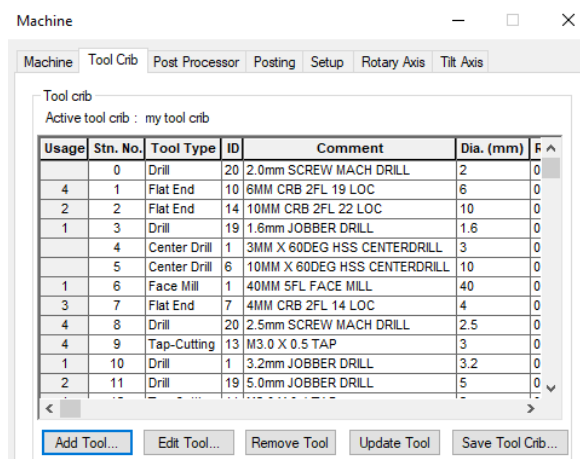 Machine
Machine Tool Crib Post Processor Posting Setup Rotary Axis Tilt Axis
Tool crib
Active tool crib : my tool crib
Usage Stn. No. Tool Type ID Comment Dia. (mm)
0 Drill 20 2.0mm SCREW MACH DRILL 2 0
4 1 Flat End 10 6MM CRB 2FL 19 LOC 6 0
2 2 Flat End 14 10MM CRB 2FL 22 LOC 10 0
1 3 Drill 19 1.6mm JOBBER DRILL 1.6 0
4 Center Drill 1 3MM X 60DEG HSS CENTERDRILL 3 0
5 Center Drill 6 10MM X 60DEG HSS CENTERDRILL 10 0
1 6 Face Mill 1 40MM 5FL FACE MILL 40 0
3 7 Flat End 7 4MM CRB 2FL 14 LOC 4 0
4 8 Drill 20 2.5mm SCREW MACH DRILL 2.5 0
4 9 Tap-Cutting 13 M3.0 X 0.5 TAP 3 0
1 10 Drill 1 3.2mm JOBBER DRILL 3.2 0
2 11 Drill 19 5.0mm JOBBER DRILL 5 0
Add Tool... Edit Tool... Remove Tool Update Tool Save Tool Crib...